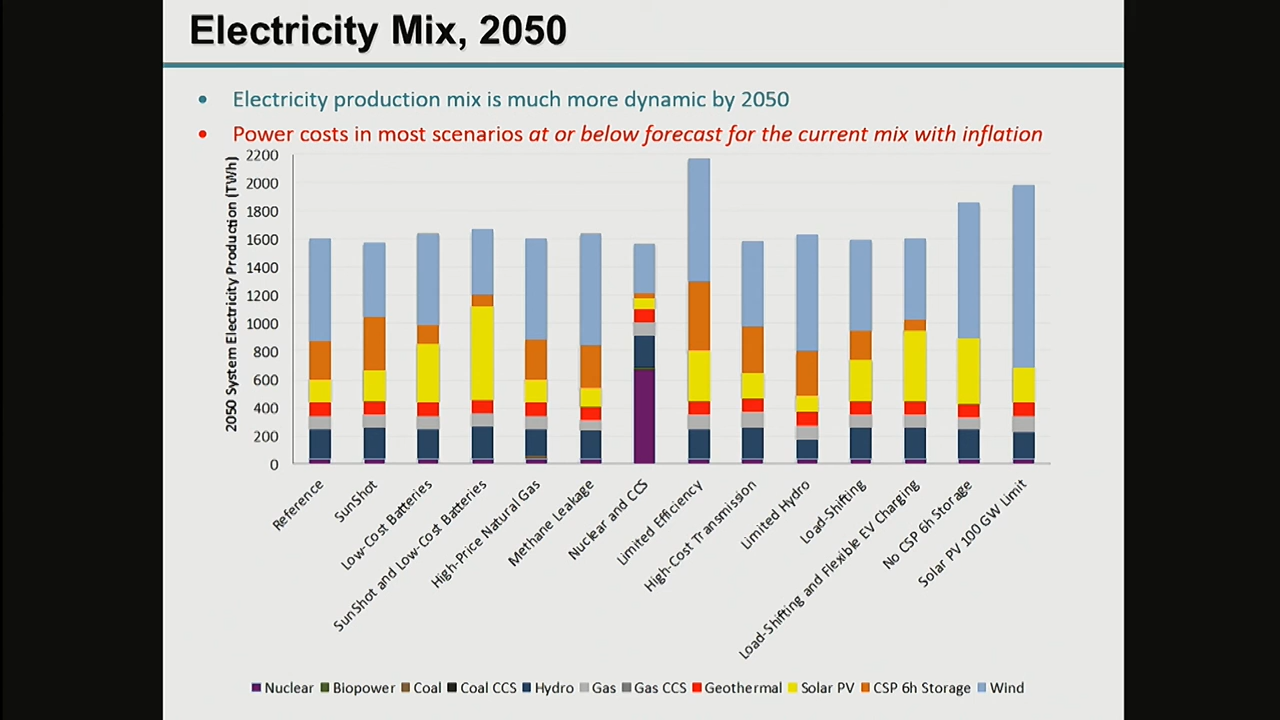 Electricity Mix, 2050
• Electricity production mix is much more dynamic by 2050
• Power costs in most scenarios at or below forecast for the current mix with inflation
2050 System Electricity Production (TWh)
2200
2000
1800
1600
1400
1200
1000
800
600
400
200
0
Reference
SunShot
Low-Cost Batteries
SunShot and Low-Cost Batteries
High-Price Natural Gas
Methane Leakage
Nuclear and CCS
Limited Efficiency
High-Cost Transmission
Limited Hydro
Load-Shifting
Load-Shifting and Flexible EV Charging
No CSP 6h Storage
Solar PV 100 GW Limit
Nuclear Biopower Coal Coal CCS Hydro Gas Gas CCS Geothermal Solar PV CSP 6h Storage Wind